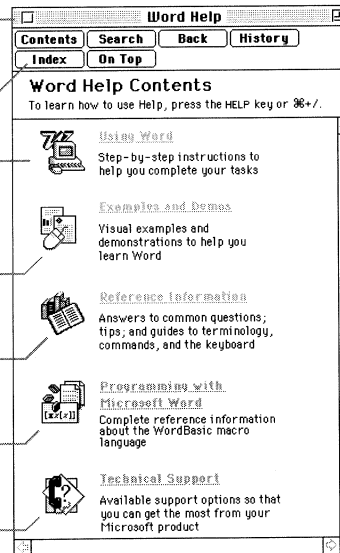 Word Help
Contents Search Back History
Index On Top
Word Help Contents
To learn how to use Help, press the HELP key or ⌘+/.
Using Word
Step-by-step instructions to
help you complete your tasks
Examples and Demos
Visual examples and
demonstrations to help you
learn Word
Reference Information
Answers to common questions;
tips; and guides to terminology,
commands, and the keyboard
Programming with
Microsoft Word
Complete reference information
about the WordBasic macro
language
Technical Support
Available support options so that
you can get the most from your
Microsoft product